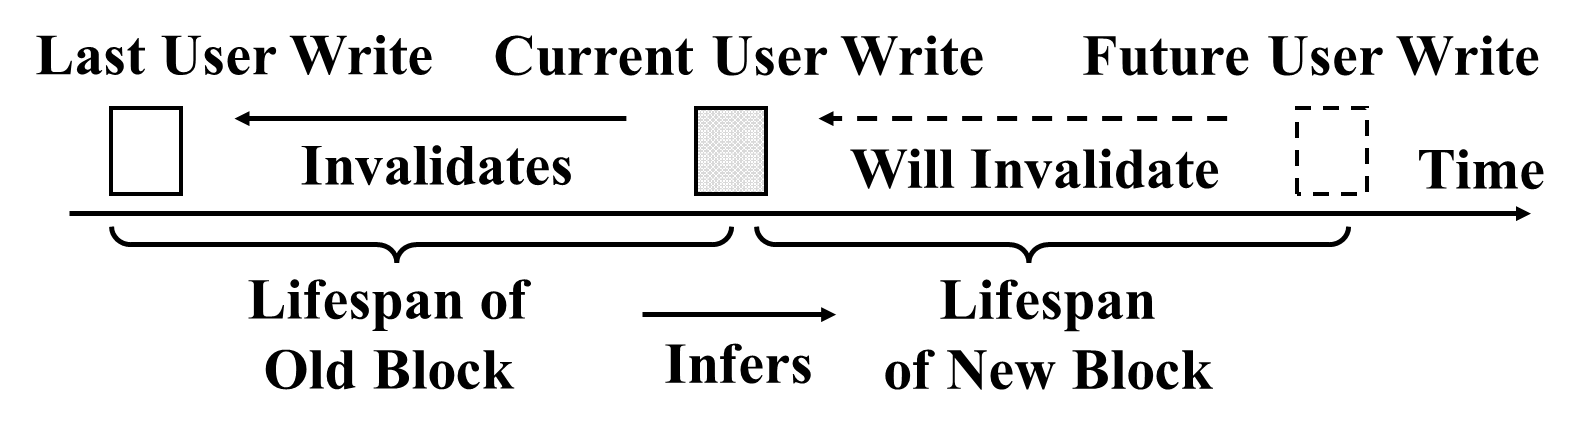 Last User Write
Current User Write
Future User Write
Invalidates
Will Invalidate
Time
Lifespan of
Old Block
Infers
Lifespan
of New Block